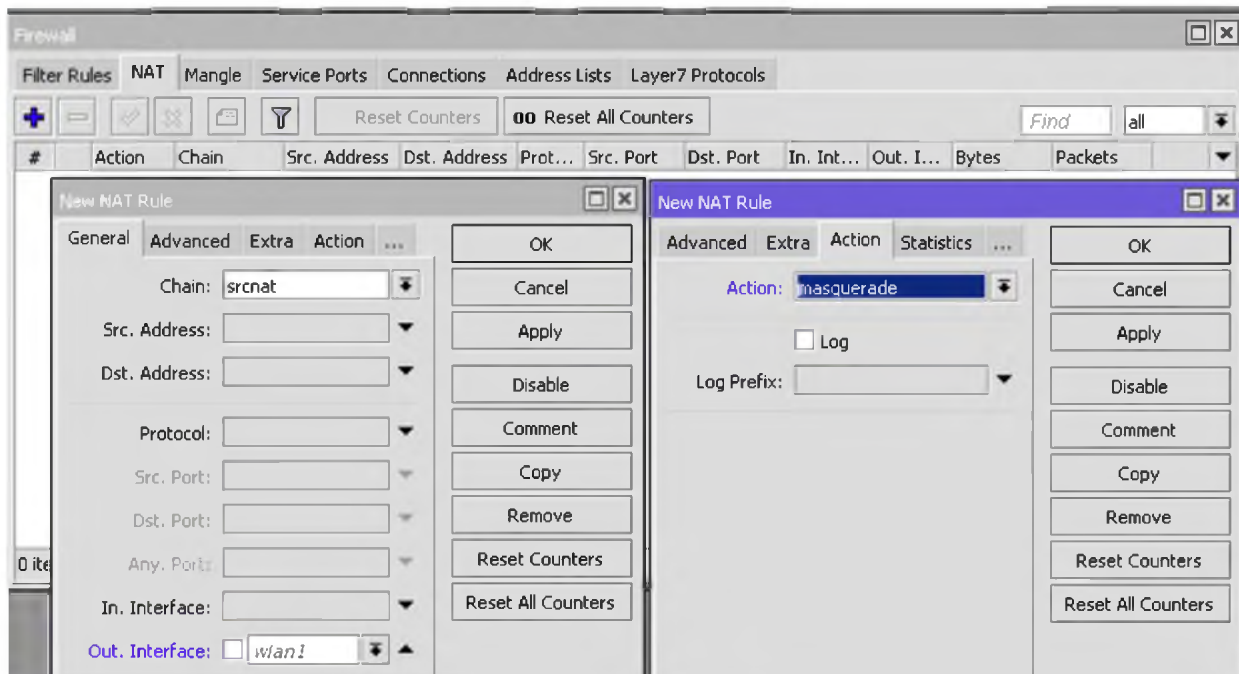 Firewall
Filter Rules NAT Mangle Service Ports Connections Address Lists Layer7 Protocols
Reset Counters 00 Reset All Counters Find all
# Action Chain Src. Address Dst. Address Prot... Src. Port Dst. Port In. Int... Out. I... Bytes Packets
New NAT Rule
General Advanced Extra Action ...
Chain: srcnat
Src. Address:
Dst. Address:
Protocol:
Src. Port:
Dst. Port:
Any. Port:
In. Interface:
Out. Interface: wlan1
OK
Cancel
Apply
Disable
Comment
Copy
Remove
Reset Counters
Reset All Counters
0 ite
New NAT Rule
Advanced Extra Action Statistics ...
Action: masquerade
Log
Log Prefix:
OK
Cancel
Apply
Disable
Comment
Copy
Remove
Reset Counters
Reset All Counters